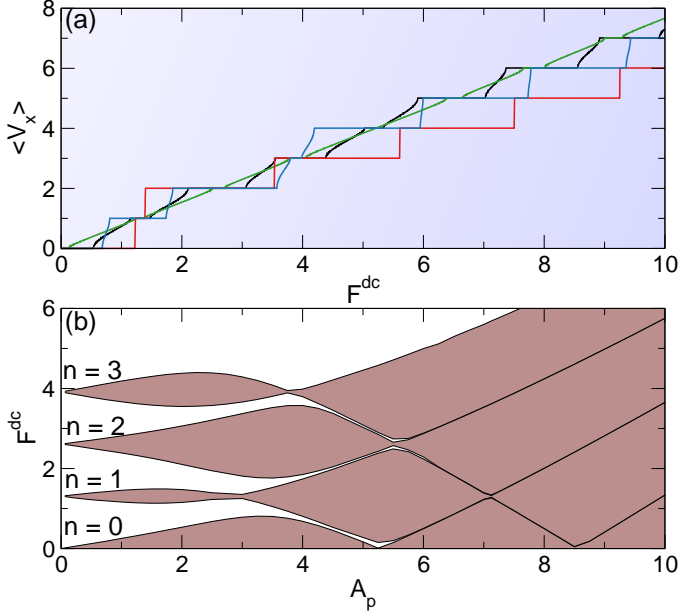 (a)
<V_x>
8
6
4
2
0
0 2 4 6 8 10
F^dc
(b)
F^dc
6
4
2
0
n = 3
n = 2
n = 1
n = 0
0 2 4 6 8 10
A_p